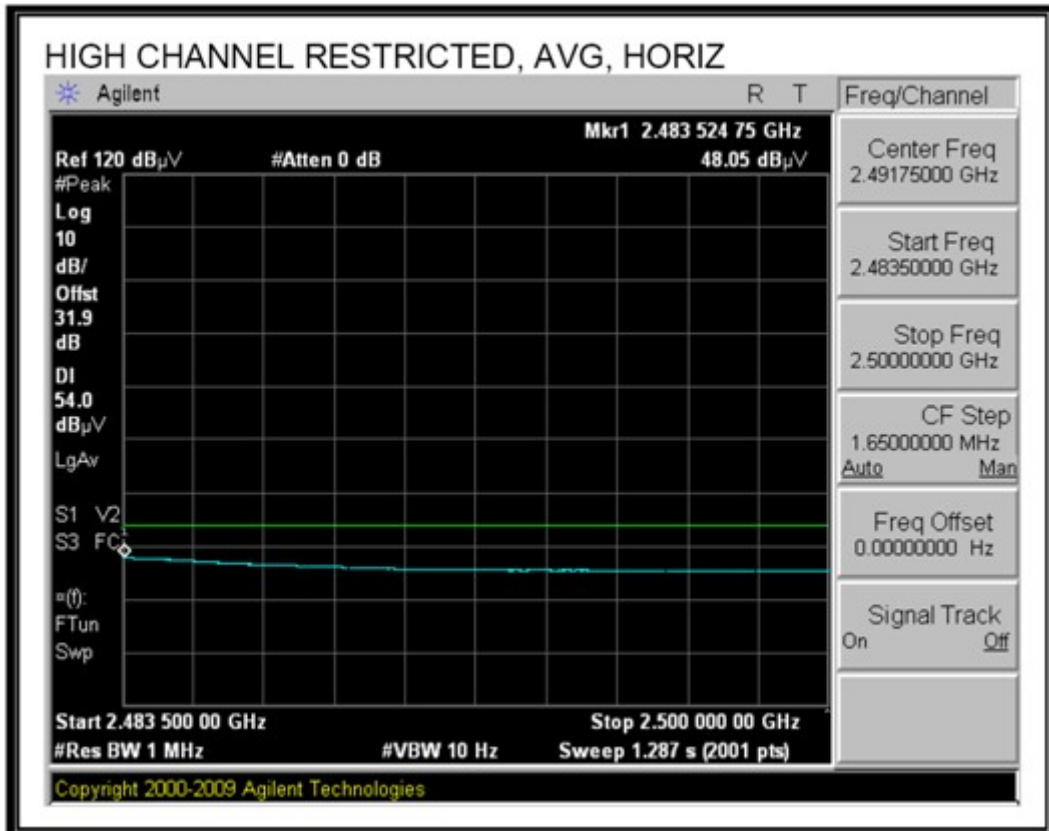 HIGH CHANNEL RESTRICTED, AVG, HORIZ
Agilent R T
Mkr1 2.483 524 75 GHz
Ref 120 dBµV #Atten 0 dB 48.05 dBµV
#Peak
Log
10
dB/
Offst
31.9
dB
DI
54.0
dBµV
LgAv
S1 V2
S3 FC
¤(f):
FTun
Swp
Start 2.483 500 00 GHz Stop 2.500 000 00 GHz
#Res BW 1 MHz #VBW 10 Hz Sweep 1.287 s (2001 pts)
Copyright 2000-2009 Agilent Technologies
Freq/Channel
Center Freq
2.49175000 GHz
Start Freq
2.48350000 GHz
Stop Freq
2.50000000 GHz
CF Step
1.65000000 MHz
Auto Man
Freq Offset
0.00000000 Hz
Signal Track
On Off